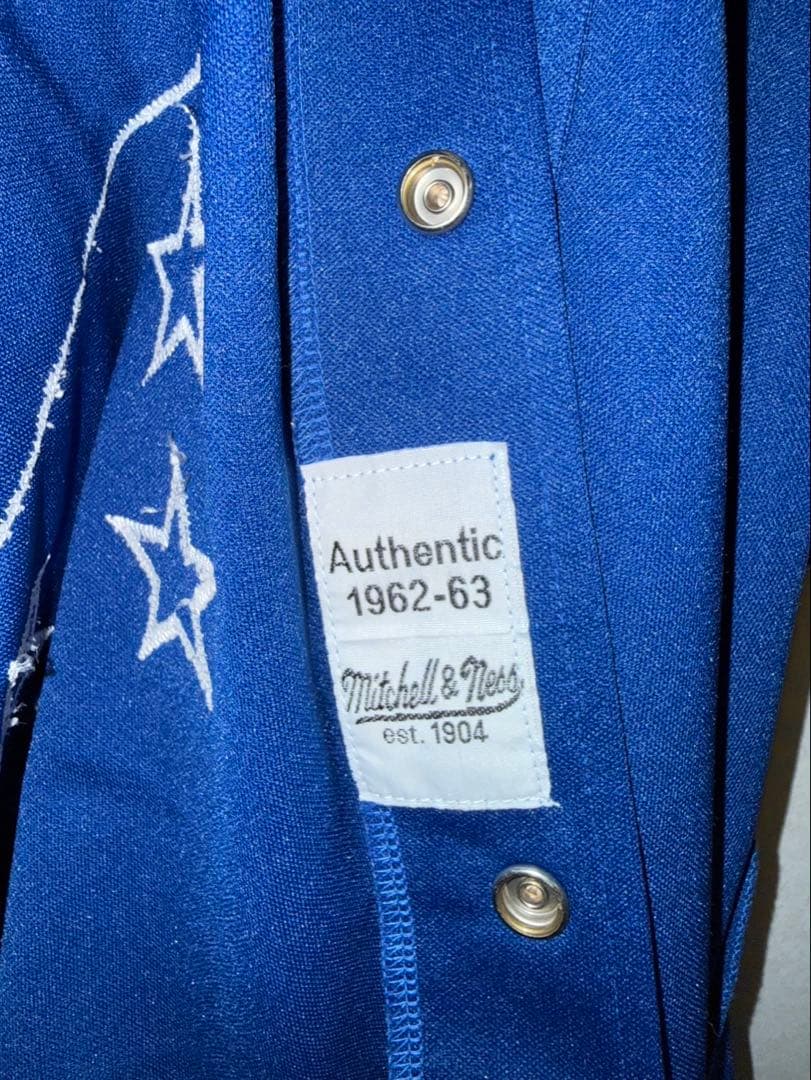 Authentic
1962-63
Mitchell & Ness
est. 1904